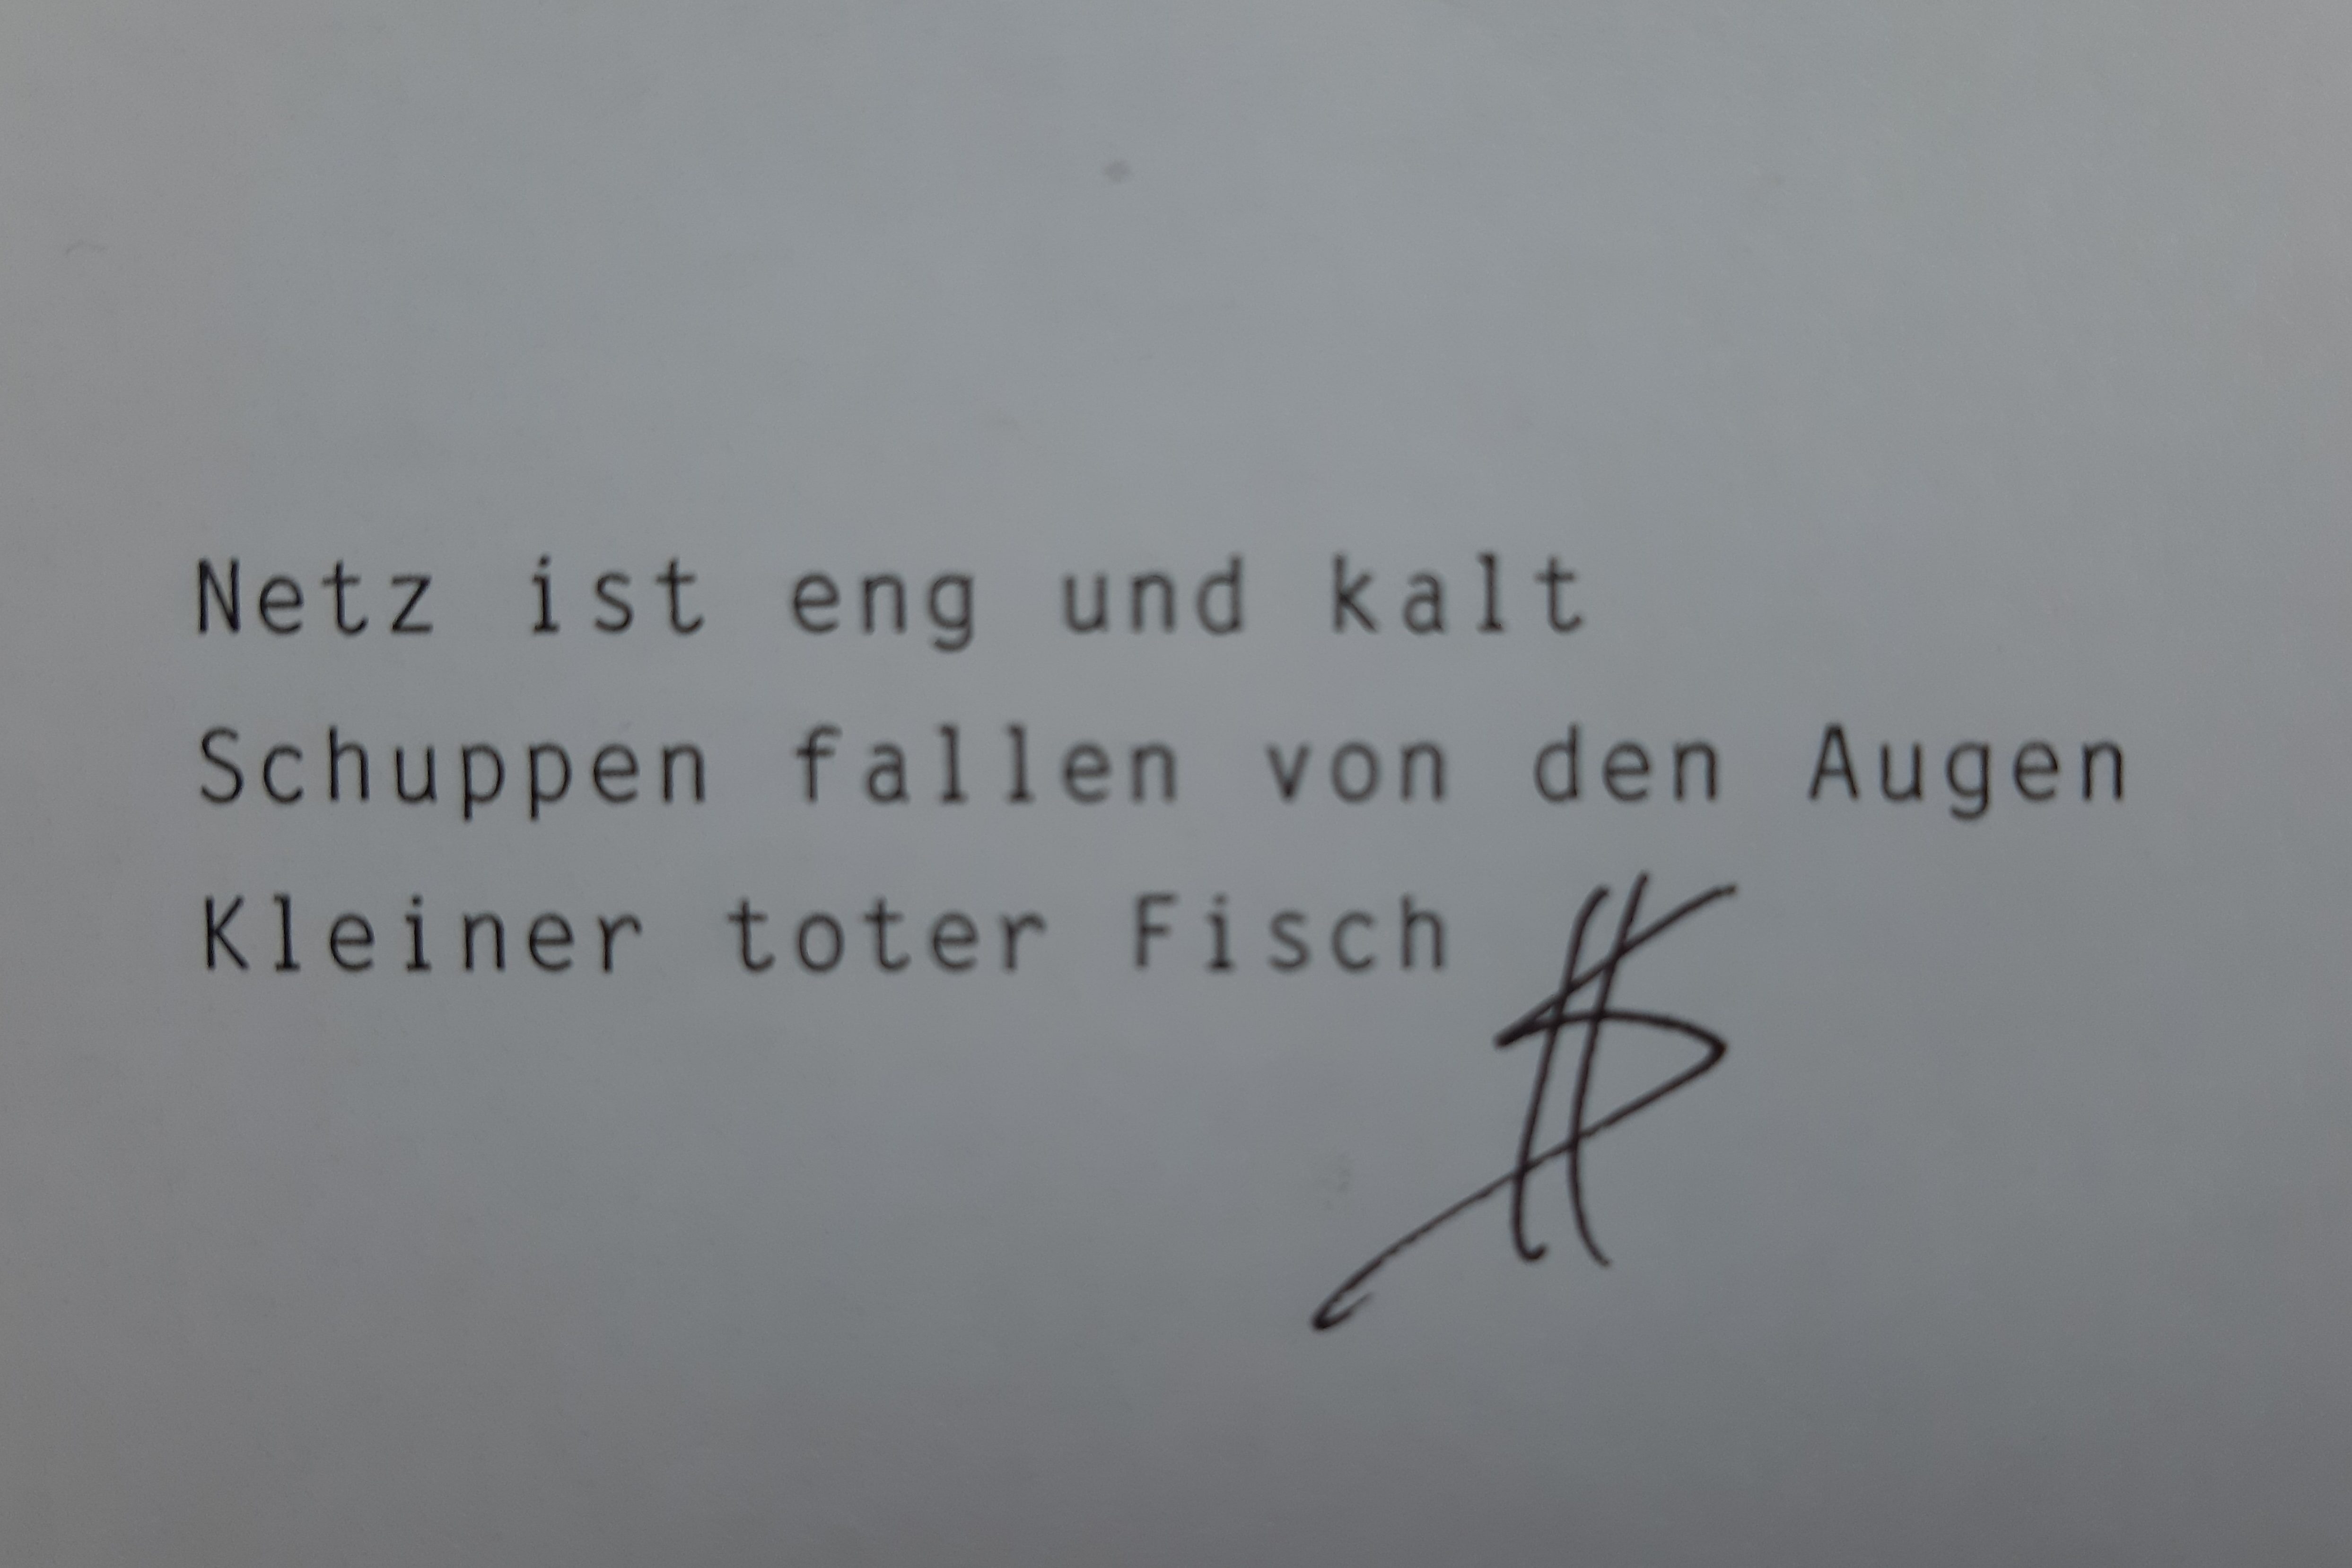 Netz ist eng und kalt
Schuppen fallen von den Augen
Kleiner toter Fisch